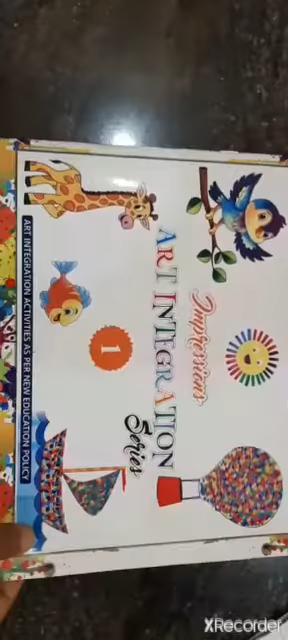 Impressions
ART INTEGRATION
Series
1
ART INTEGRATION ACTIVITIES AS PER NEW EDUCATION POLICY
XRecorder